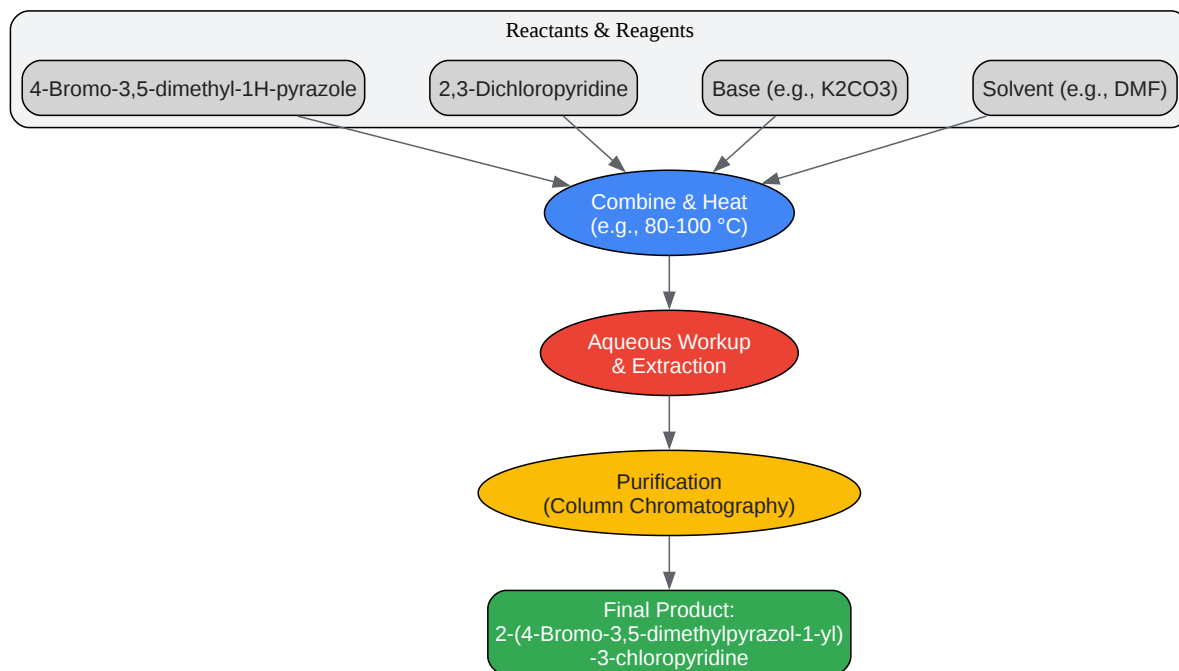 Reactants & Reagents
4-Bromo-3,5-dimethyl-1H-pyrazole
2,3-Dichloropyridine
Base (e.g., K2CO3)
Solvent (e.g., DMF)
Combine & Heat
(e.g., 80-100 °C)
Aqueous Workup
& Extraction
Purification
(Column Chromatography)
Final Product:
2-(4-Bromo-3,5-dimethylpyrazol-1-yl)
-3-chloropyridine